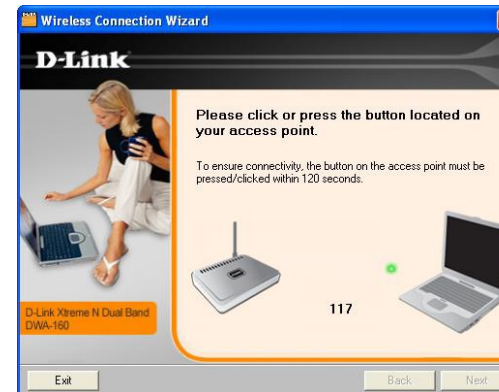 Wireless Connection Wizard
D-Link
Please click or press the button located on
your access point.
To ensure connectivity, the button on the access point must be
pressed/clicked within 120 seconds.
117
D-Link Xtreme N Dual Band
DWA-160
Exit
Back
Next